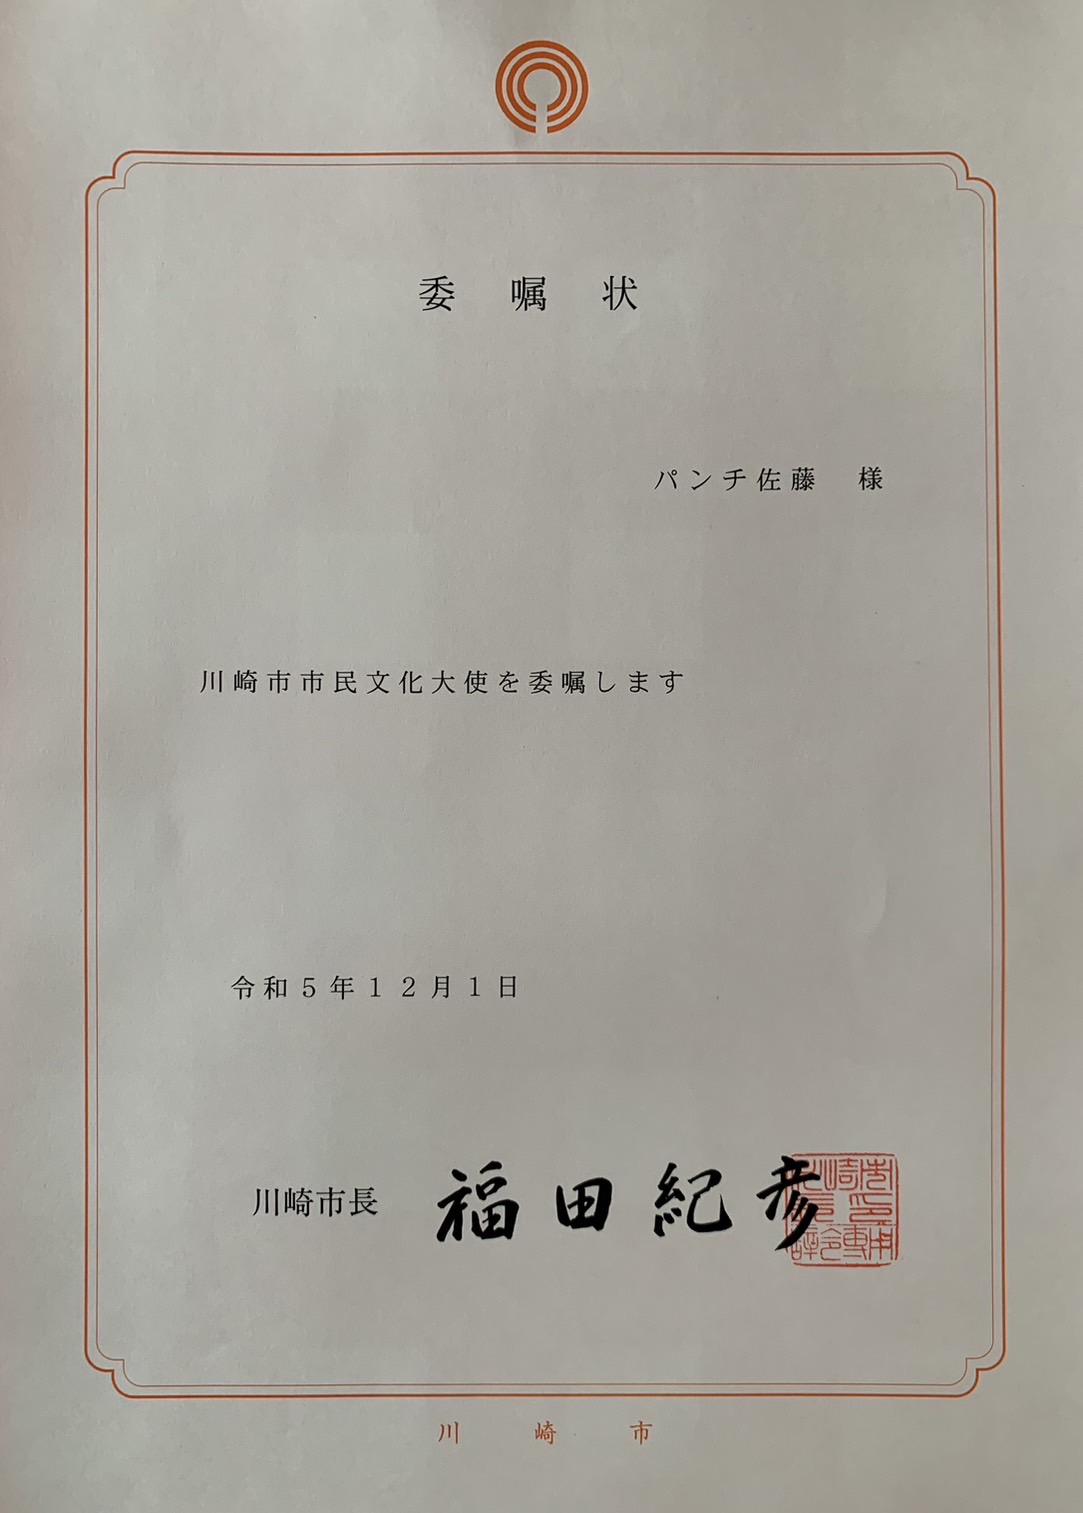 委嘱状
パンチ佐藤 様
川崎市市民文化大使を委嘱します
令和5年12月1日
川崎市長 福田紀彦
川崎市